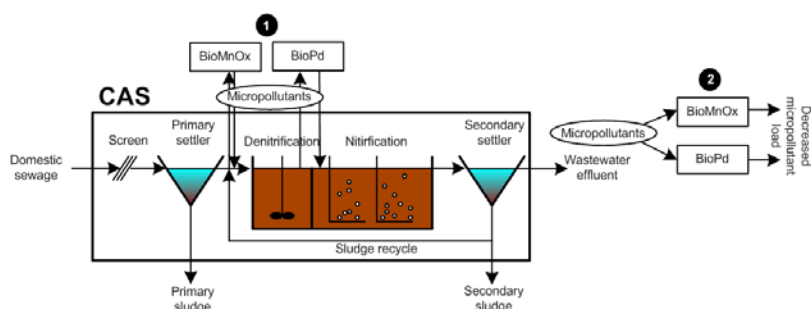 1
BioMnOx
BioPd
2
CAS
Micropollutants
Screen
Primary
settler
Denitrification
Nitirfication
Secondary
settler
Domestic
sewage
Wastewater
effluent
Micropollutants
BioMnOx
BioPd
Decreased
micropollutant
load
Sludge recycle
Primary
sludge
Secondary
sludge